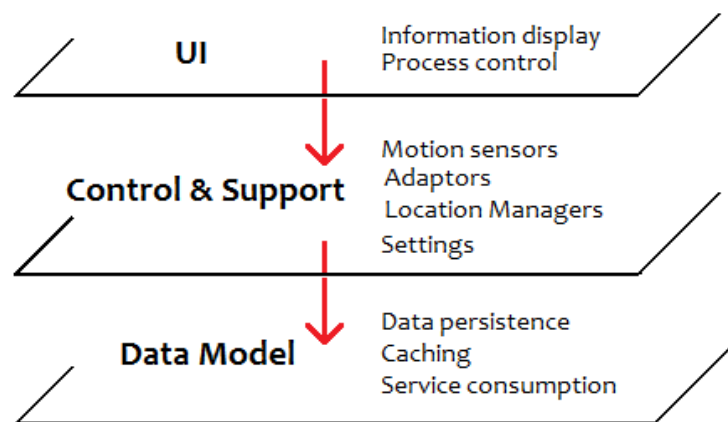 UI
Information display
Process control
Control & Support
Motion sensors
Adaptors
Location Managers
Settings
Data Model
Data persistence
Caching
Service consumption